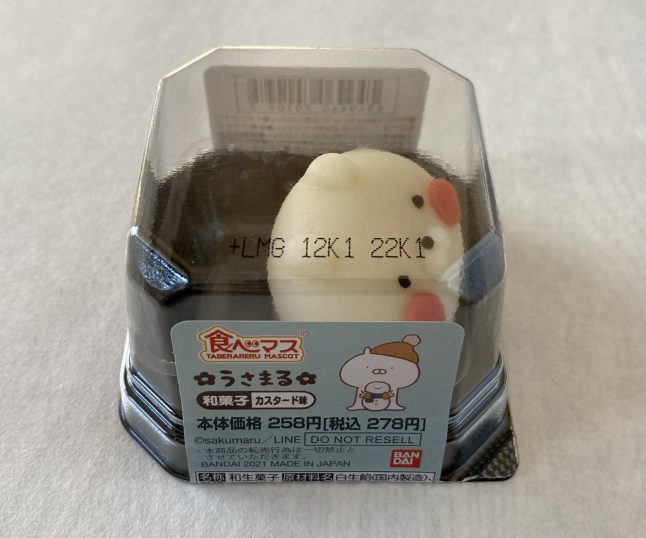 +LMG 12K1 22K1
食べマス®
TABERARERU MASCOT
✿うさまる✿
和菓子 カスタード味
本体価格 258円[税込 278円]
©sakumaru／LINE DO NOT RESELL
・本商品の転売行為は一切禁止と
させていただきます。
BANDAI 2021 MADE IN JAPAN
BAN
DAI
名称 和生菓子 原材料名 白生餡(国内製造)、